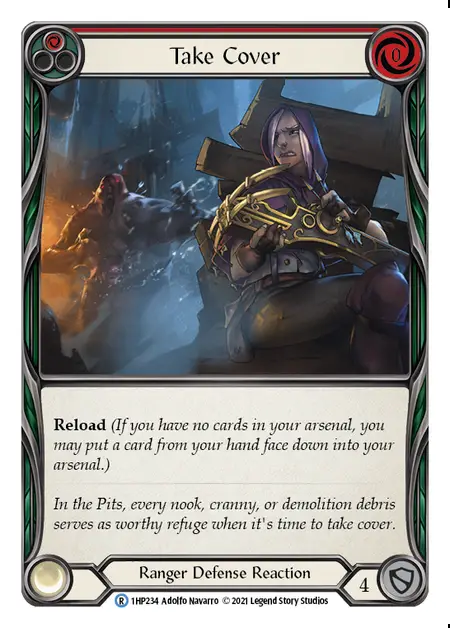 Take Cover
0
Reload (If you have no cards in your arsenal, you
may put a card from your hand face down into your
arsenal.)
In the Pits, every nook, cranny, or demolition debris
serves as worthy refuge when it's time to take cover.
Ranger Defense Reaction
4
R 1HP234 Adolfo Navarro © 2021 Legend Story Studios